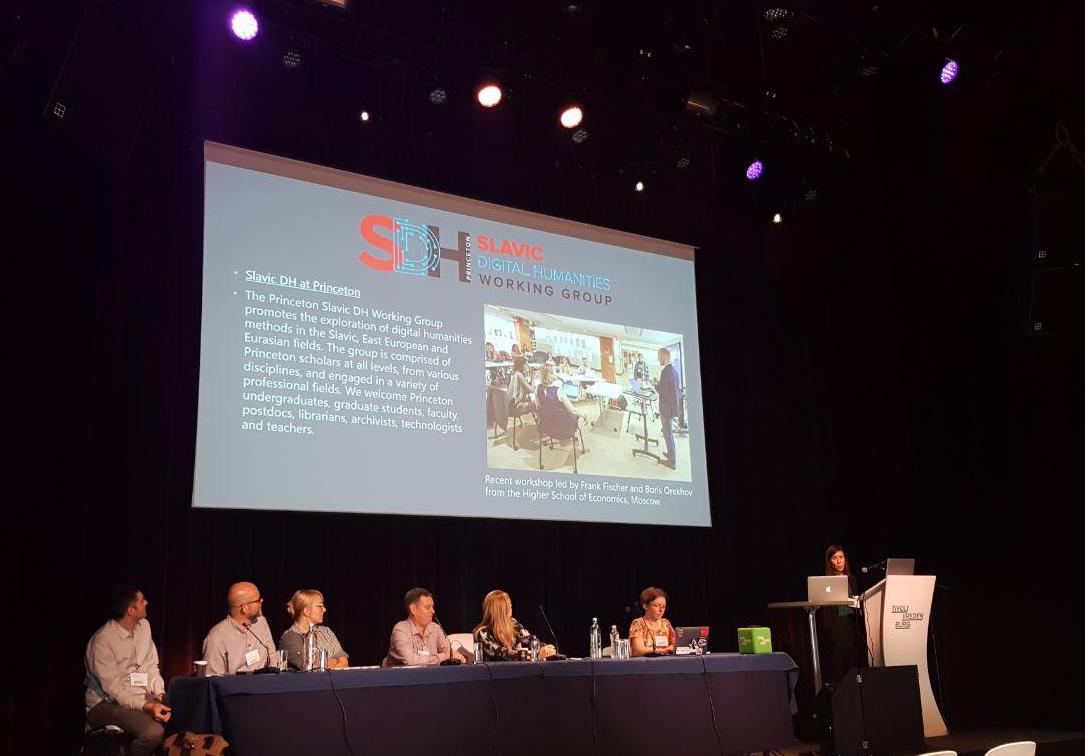 SDH
PRINCETON
SLAVIC
DIGITAL HUMANITIES
WORKING GROUP
Slavic DH at Princeton
The Princeton Slavic DH Working Group
promotes the exploration of digital humanities
methods in the Slavic, East European and
Eurasian fields. The group is comprised of
Princeton scholars at all levels, from various
disciplines, and engaged in a variety of
professional fields. We welcome Princeton
undergraduates, graduate students, faculty,
postdocs, librarians, archivists, technologists
and teachers.
Recent workshop led by Frank Fischer and Boris Orekhov
from the Higher School of Economics, Moscow
TIVOLI
VREDEN
BURG